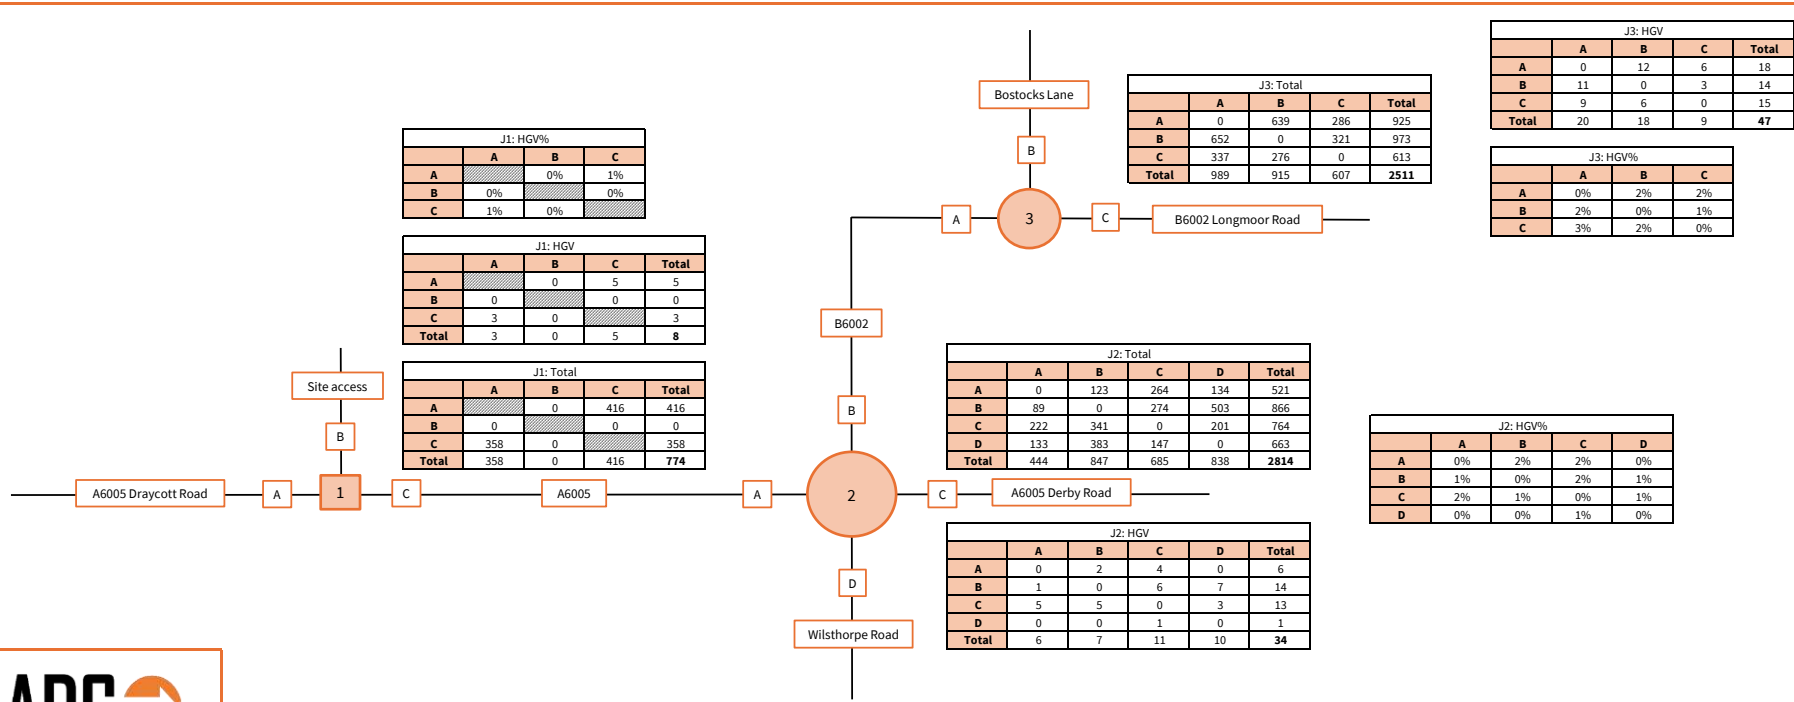 J3: HGV
A B C Total
A 0 12 6 18
B 11 0 3 14
C 9 6 0 15
Total 20 18 9 47
Bostocks Lane
J3: Total
A B C Total
A 0 639 286 925
B 652 0 321 973
C 337 276 0 613
Total 989 915 607 2511
J1: HGV%
A B C
A 0% 1%
B 0% 0%
C 1% 0%
B
J3: HGV%
A B C
A 0% 2% 2%
B 2% 0% 1%
C 3% 2% 0%
A 3 C B6002 Longmoor Road
J1: HGV
A B C Total
A 0 5 5
B 0 0 0
C 3 0 3
Total 3 0 5 8
B6002
Site access
J1: Total
A B C Total
A 0 416 416
B 0 0 0
C 358 0 358
Total 358 0 416 774
B
B
J2: Total
A B C D Total
A 0 123 264 134 521
B 89 0 274 503 866
C 222 341 0 201 764
D 133 383 147 0 663
Total 444 847 685 838 2814
J2: HGV%
A B C D
A 0% 2% 2% 0%
B 1% 0% 2% 1%
C 2% 1% 0% 1%
D 0% 0% 1% 0%
A6005 Draycott Road A 1 C A6005 A 2 C A6005 Derby Road
J2: HGV
A B C D Total
A 0 2 4 0 6
B 1 0 6 7 14
C 5 5 0 3 13
D 0 0 1 0 1
Total 6 7 11 10 34
D
Wilsthorpe Road